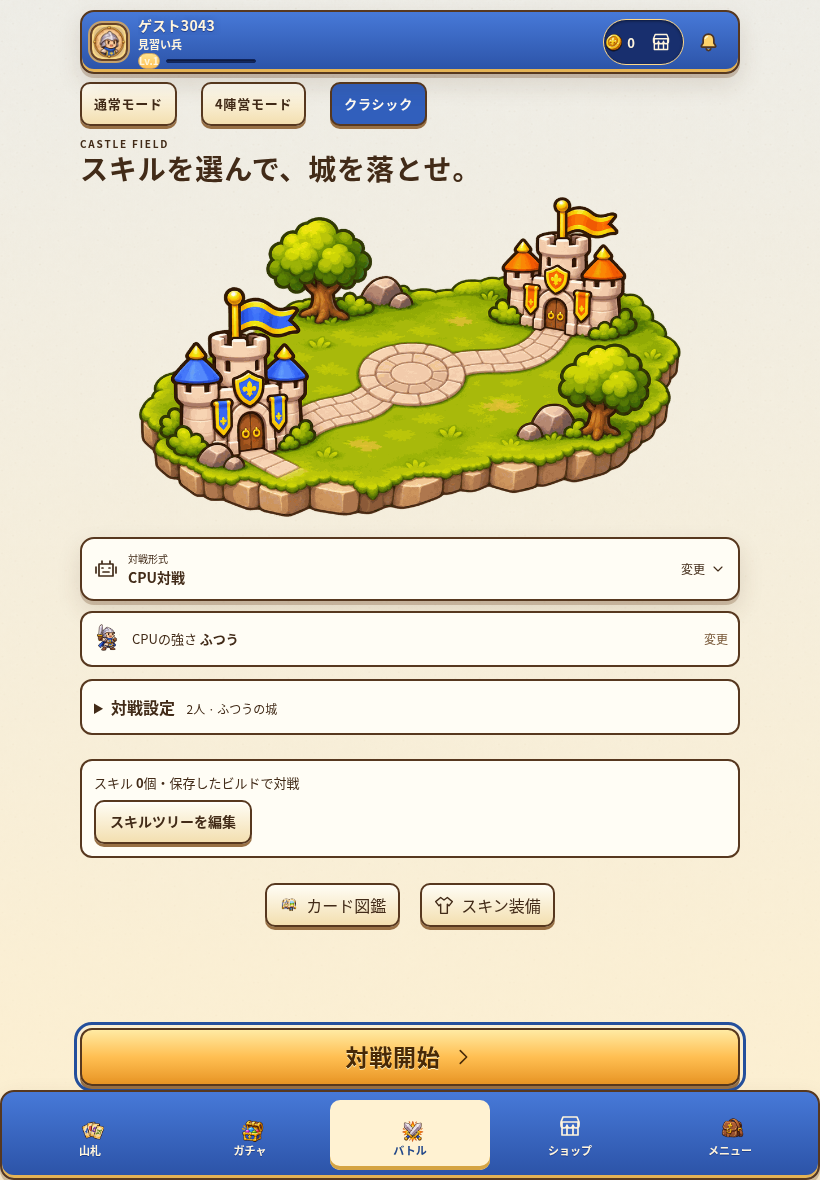 ゲスト3043
見習い兵
Lv.1
0
通常モード
4陣営モード
クラシック
CASTLE FIELD
スキルを選んで、城を落とせ。
対戦形式
CPU対戦
変更
CPUの強さ ふつう
変更
対戦設定 2人 · ふつうの城
スキル 0個・保存したビルドで対戦
スキルツリーを編集
カード図鑑
スキン装備
対戦開始
山札
ガチャ
バトル
ショップ
メニュー